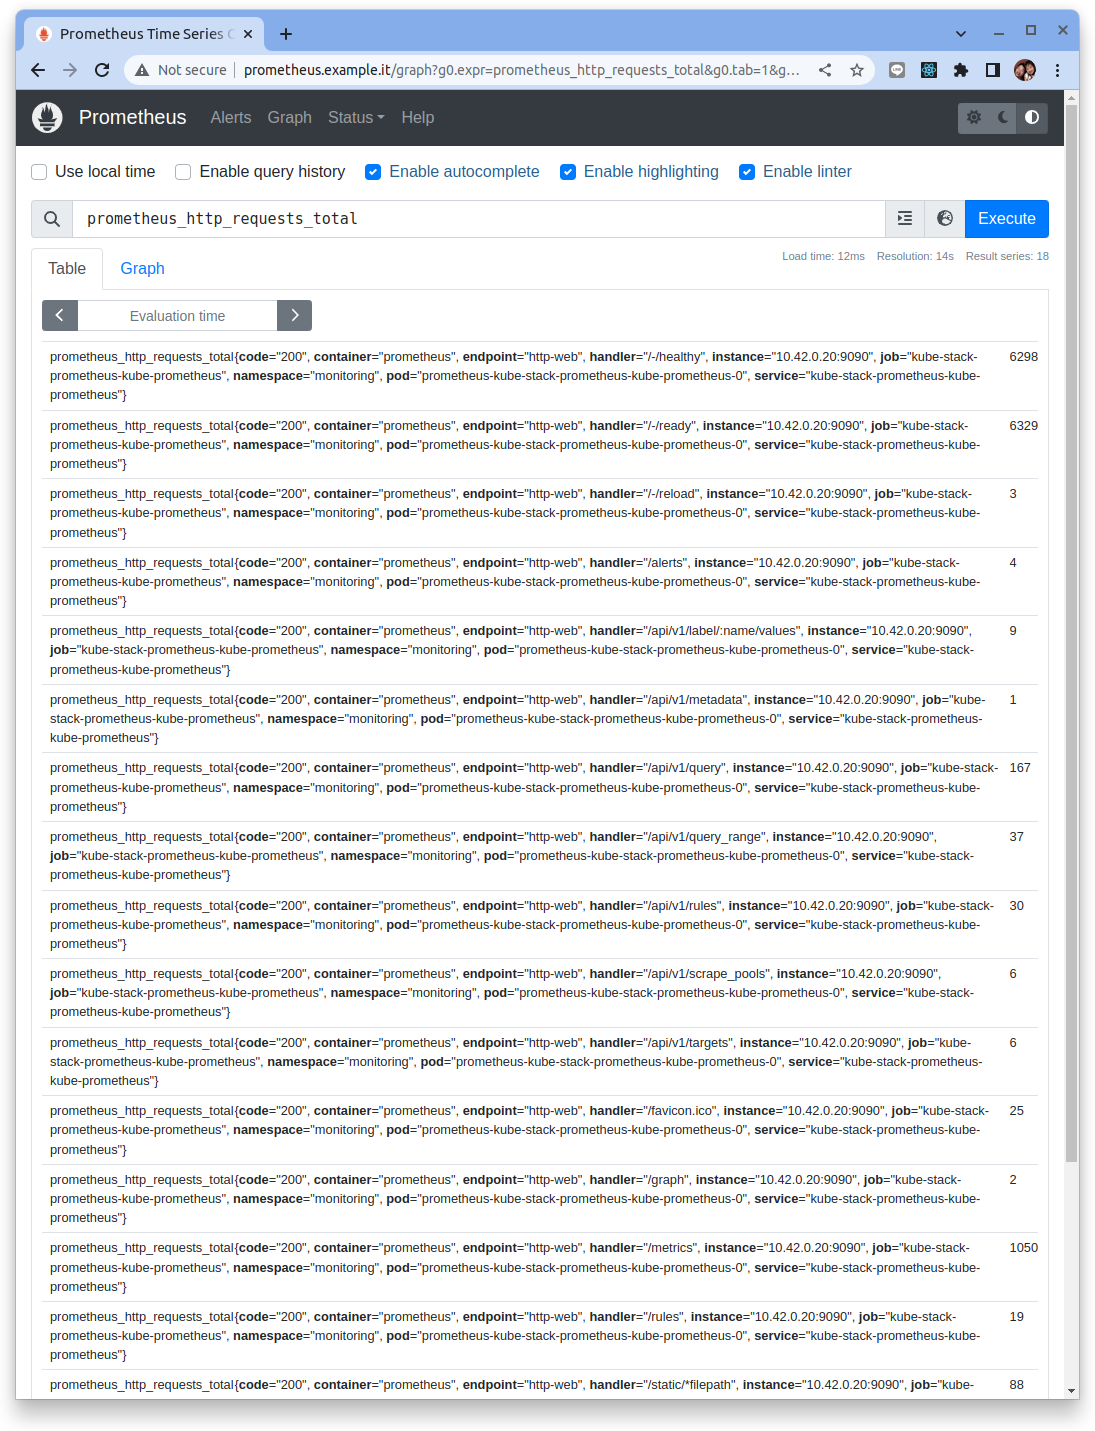 Prometheus Time Series C
Not secure
prometheus.example.it/graph?g0.expr=prometheus_http_requests_total&g0.tab=1&g...
Prometheus Alerts Graph Status Help
Use local time Enable query history Enable autocomplete Enable highlighting Enable linter
prometheus_http_requests_total Execute
Load time: 12ms Resolution: 14s Result series: 18
Table Graph
Evaluation time
prometheus_http_requests_total{code="200", container="prometheus", endpoint="http-web", handler="/-/healthy", instance="10.42.0.20:9090", job="kube-stack- 6298
prometheus-kube-prometheus", namespace="monitoring", pod="prometheus-kube-stack-prometheus-kube-prometheus-0", service="kube-stack-prometheus-kube-
prometheus"}
prometheus_http_requests_total{code="200", container="prometheus", endpoint="http-web", handler="/-/ready", instance="10.42.0.20:9090", job="kube-stack- 6329
prometheus-kube-prometheus", namespace="monitoring", pod="prometheus-kube-stack-prometheus-kube-prometheus-0", service="kube-stack-prometheus-kube-
prometheus"}
prometheus_http_requests_total{code="200", container="prometheus", endpoint="http-web", handler="/-/reload", instance="10.42.0.20:9090", job="kube-stack- 3
prometheus-kube-prometheus", namespace="monitoring", pod="prometheus-kube-stack-prometheus-kube-prometheus-0", service="kube-stack-prometheus-kube-
prometheus"}
prometheus_http_requests_total{code="200", container="prometheus", endpoint="http-web", handler="/alerts", instance="10.42.0.20:9090", job="kube-stack- 4
prometheus-kube-prometheus", namespace="monitoring", pod="prometheus-kube-stack-prometheus-kube-prometheus-0", service="kube-stack-prometheus-kube-
prometheus"}
prometheus_http_requests_total{code="200", container="prometheus", endpoint="http-web", handler="/api/v1/label/:name/values", instance="10.42.0.20:9090", 9
job="kube-stack-prometheus-kube-prometheus", namespace="monitoring", pod="prometheus-kube-stack-prometheus-kube-prometheus-0", service="kube-stack-
prometheus-kube-prometheus"}
prometheus_http_requests_total{code="200", container="prometheus", endpoint="http-web", handler="/api/v1/metadata", instance="10.42.0.20:9090", job="kube- 1
stack-prometheus-kube-prometheus", namespace="monitoring", pod="prometheus-kube-stack-prometheus-kube-prometheus-0", service="kube-stack-prometheus-
kube-prometheus"}
prometheus_http_requests_total{code="200", container="prometheus", endpoint="http-web", handler="/api/v1/query", instance="10.42.0.20:9090", job="kube-stack- 167
prometheus-kube-prometheus", namespace="monitoring", pod="prometheus-kube-stack-prometheus-kube-prometheus-0", service="kube-stack-prometheus-kube-
prometheus"}
prometheus_http_requests_total{code="200", container="prometheus", endpoint="http-web", handler="/api/v1/query_range", instance="10.42.0.20:9090", 37
job="kube-stack-prometheus-kube-prometheus", namespace="monitoring", pod="prometheus-kube-stack-prometheus-kube-prometheus-0", service="kube-stack-
prometheus-kube-prometheus"}
prometheus_http_requests_total{code="200", container="prometheus", endpoint="http-web", handler="/api/v1/rules", instance="10.42.0.20:9090", job="kube-stack- 30
prometheus-kube-prometheus", namespace="monitoring", pod="prometheus-kube-stack-prometheus-kube-prometheus-0", service="kube-stack-prometheus-kube-
prometheus"}
prometheus_http_requests_total{code="200", container="prometheus", endpoint="http-web", handler="/api/v1/scrape_pools", instance="10.42.0.20:9090", 6
job="kube-stack-prometheus-kube-prometheus", namespace="monitoring", pod="prometheus-kube-stack-prometheus-kube-prometheus-0", service="kube-stack-
prometheus-kube-prometheus"}
prometheus_http_requests_total{code="200", container="prometheus", endpoint="http-web", handler="/api/v1/targets", instance="10.42.0.20:9090", job="kube- 6
stack-prometheus-kube-prometheus", namespace="monitoring", pod="prometheus-kube-stack-prometheus-kube-prometheus-0", service="kube-stack-prometheus-
kube-prometheus"}
prometheus_http_requests_total{code="200", container="prometheus", endpoint="http-web", handler="/favicon.ico", instance="10.42.0.20:9090", job="kube-stack- 25
prometheus-kube-prometheus", namespace="monitoring", pod="prometheus-kube-stack-prometheus-kube-prometheus-0", service="kube-stack-prometheus-kube-
prometheus"}
prometheus_http_requests_total{code="200", container="prometheus", endpoint="http-web", handler="/graph", instance="10.42.0.20:9090", job="kube-stack- 2
prometheus-kube-prometheus", namespace="monitoring", pod="prometheus-kube-stack-prometheus-kube-prometheus-0", service="kube-stack-prometheus-kube-
prometheus"}
prometheus_http_requests_total{code="200", container="prometheus", endpoint="http-web", handler="/metrics", instance="10.42.0.20:9090", job="kube-stack- 1050
prometheus-kube-prometheus", namespace="monitoring", pod="prometheus-kube-stack-prometheus-kube-prometheus-0", service="kube-stack-prometheus-kube-
prometheus"}
prometheus_http_requests_total{code="200", container="prometheus", endpoint="http-web", handler="/rules", instance="10.42.0.20:9090", job="kube-stack- 19
prometheus-kube-prometheus", namespace="monitoring", pod="prometheus-kube-stack-prometheus-kube-prometheus-0", service="kube-stack-prometheus-kube-
prometheus"}
prometheus_http_requests_total{code="200", container="prometheus", endpoint="http-web", handler="/static/*filepath", instance="10.42.0.20:9090", job="kube- 88